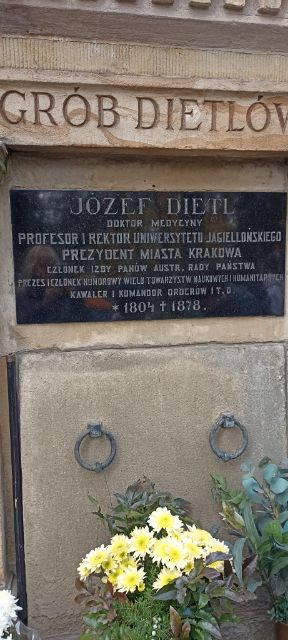 GRÓB DIETLÓW
JÓZEF DIETL
DOKTOR MEDYCYNY
PROFESOR I REKTOR UNIWERSYTETU JAGIELLOŃSKIEGO
PREZYDENT MIASTA KRAKOWA
CZŁONEK IZBY PANÓW AUSTR. RADY PAŃSTWA
PREZES I CZŁONEK HONOROWY WIELU TOWARZYSTW NAUKOWYCH I HUMANITARNYCH
KAWALER I KOMANDOR ORDERÓW I T. D.
*1804 † 1878.